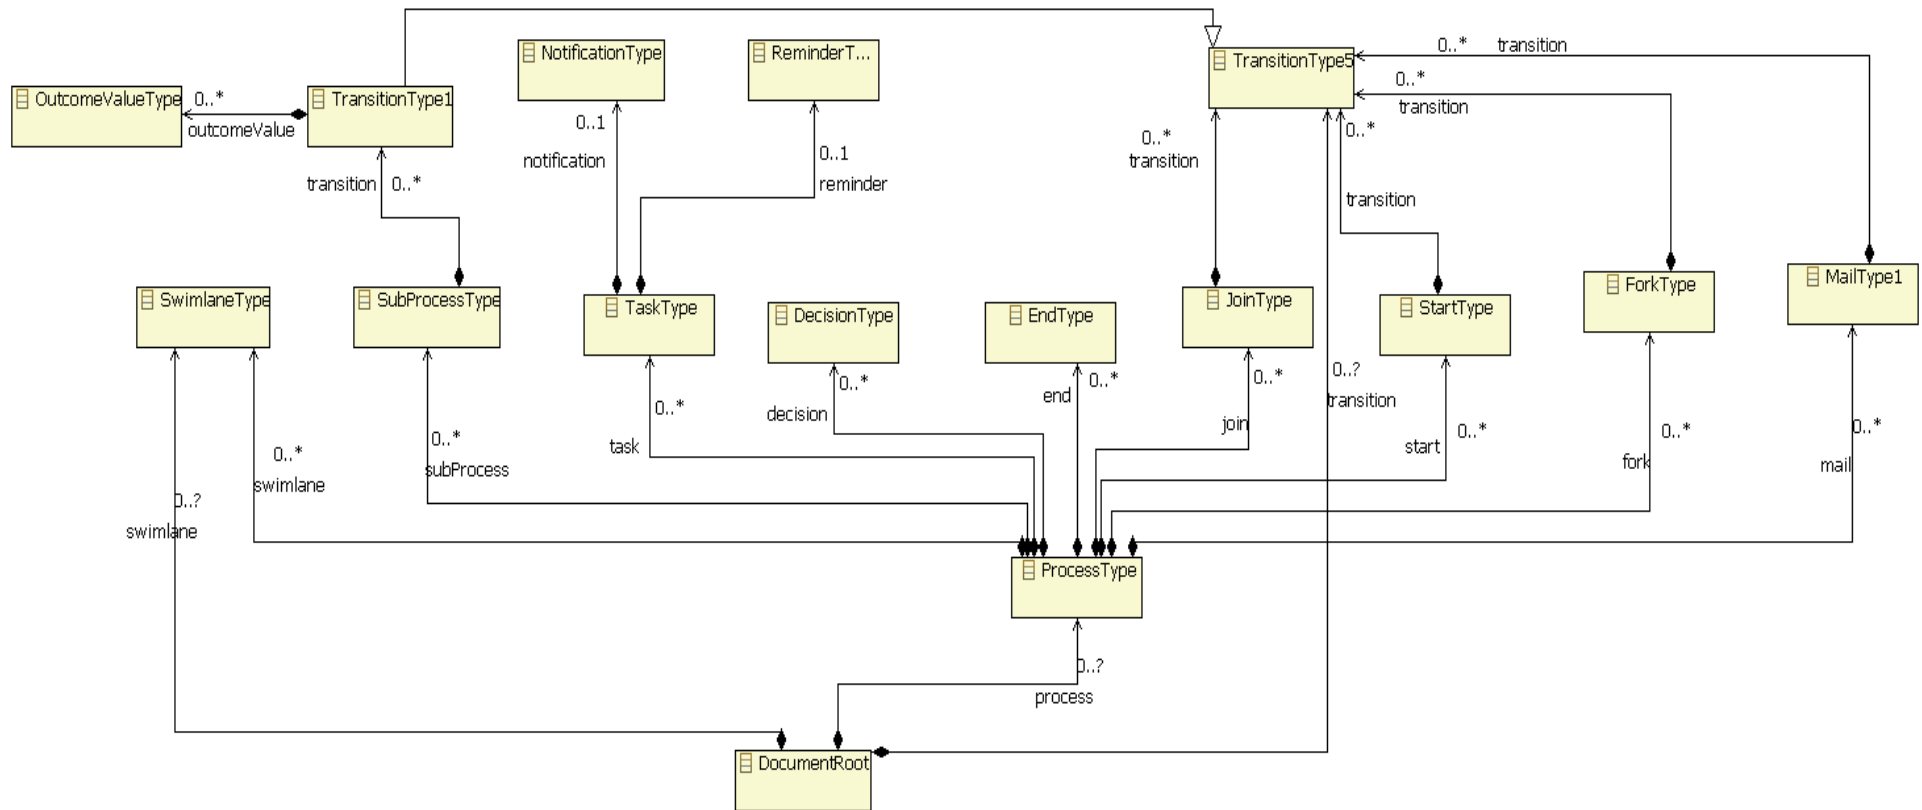 0..* transition
NotificationType
ReminderT...
TransitionType5
0..*
transition
OutcomeValueType
0..*
outcomeValue
TransitionType1
0..1
notification
0..1
reminder
0..*
transition
0..*
transition
transition 0..*
SwimlaneType
SubProcessType
TaskType
DecisionType
EndType
JoinType
StartType
ForkType
MailType1
0..*
swimlane
0..*
subProcess
0..*
task
0..*
decision
0..*
end
0..*
join
0..?
transition
0..*
start
0..*
fork
0..*
mail
0..?
swimlane
ProcessType
0..?
process
DocumentRoot